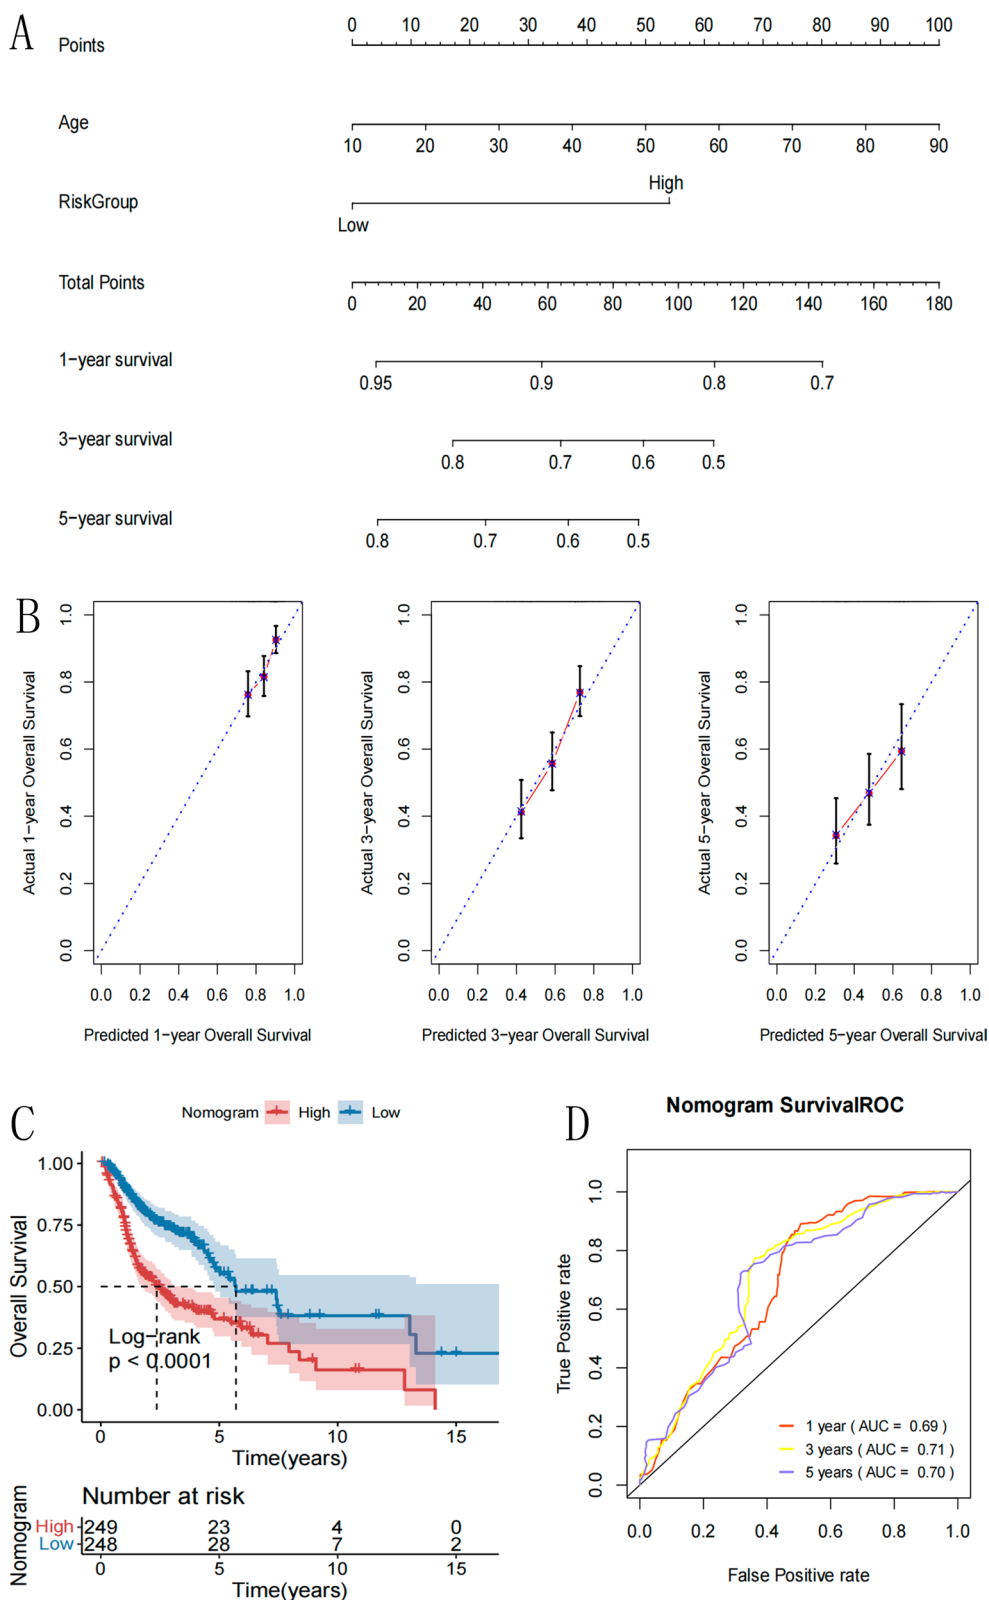 A
Points
0 10 20 30 40 50 60 70 80 90 100
Age
10 20 30 40 50 60 70 80 90
RiskGroup
High
Low
Total Points
0 20 40 60 80 100 120 140 160 180
1−year survival
0.95 0.9 0.8 0.7
3−year survival
0.8 0.7 0.6 0.5
5−year survival
0.8 0.7 0.6 0.5
B
Actual 1−year Overall Survival
0.0 0.2 0.4 0.6 0.8 1.0
0.0 0.2 0.4 0.6 0.8 1.0
Predicted 1−year Overall Survival
Actual 3−year Overall Survival
0.0 0.2 0.4 0.6 0.8 1.0
0.0 0.2 0.4 0.6 0.8 1.0
Predicted 3−year Overall Survival
Actual 5−year Overall Survival
0.0 0.2 0.4 0.6 0.8 1.0
0.0 0.2 0.4 0.6 0.8 1.0
Predicted 5−year Overall Survival
C
Nomogram High Low
Overall Survival
1.00
0.75
0.50
0.25
0.00
Log−rank
p < 0.0001
0 5 10 15
Time(years)
Number at risk
Nomogram
High 249 23 4 0
Low 248 28 7 2
0 5 10 15
Time(years)
D
Nomogram SurvivalROC
True Positive rate
0.0 0.2 0.4 0.6 0.8 1.0
1 year ( AUC = 0.69 )
3 years ( AUC = 0.71 )
5 years ( AUC = 0.70 )
0.0 0.2 0.4 0.6 0.8 1.0
False Positive rate